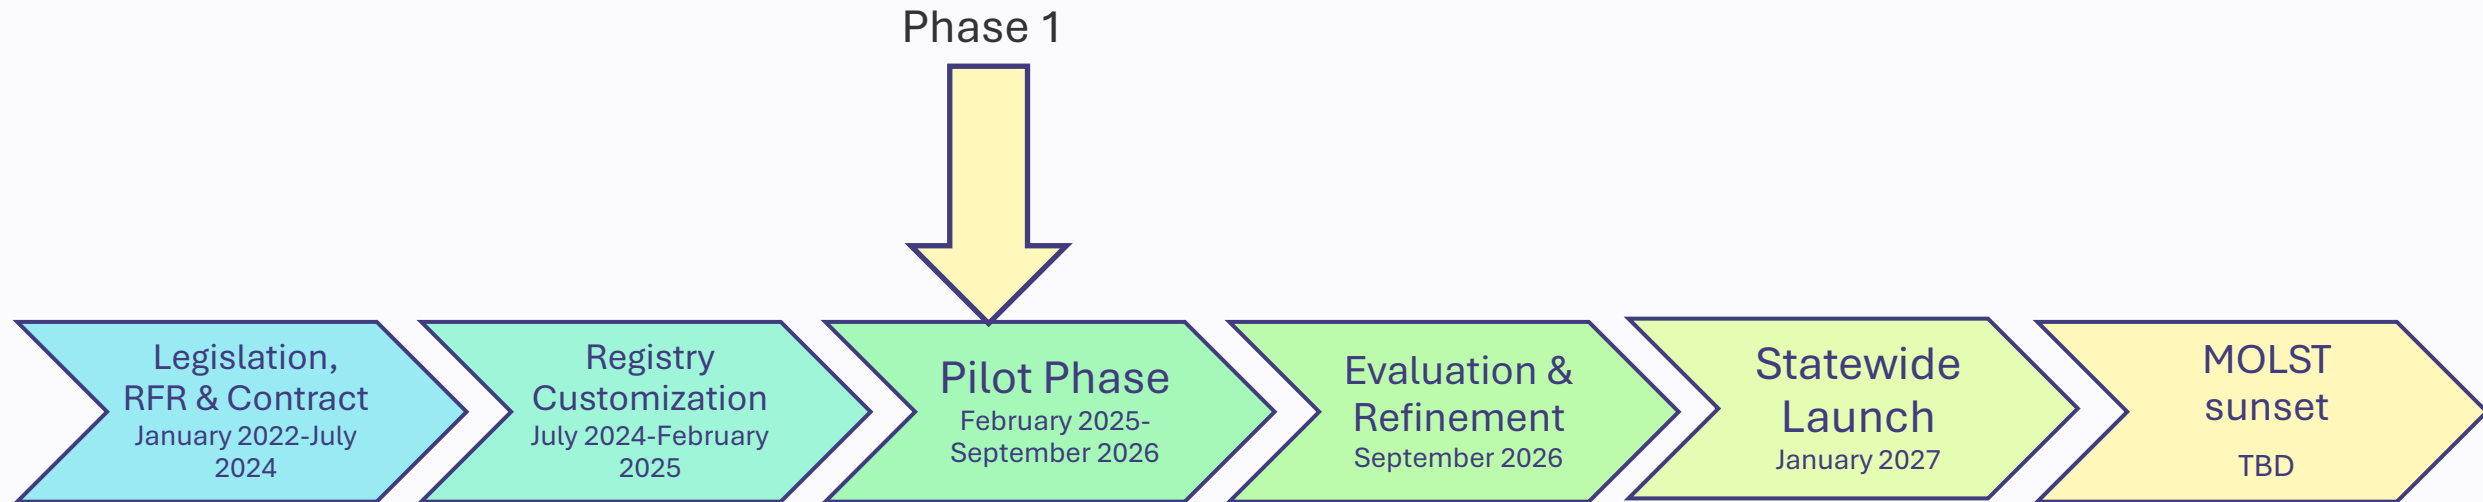 Phase 1
Legislation,
RFR & Contract
January 2022-July
2024
Registry
Customization
July 2024-February
2025
Pilot Phase
February 2025-
September 2026
Evaluation &
Refinement
September 2026
Statewide
Launch
January 2027
MOLST
sunset
TBD